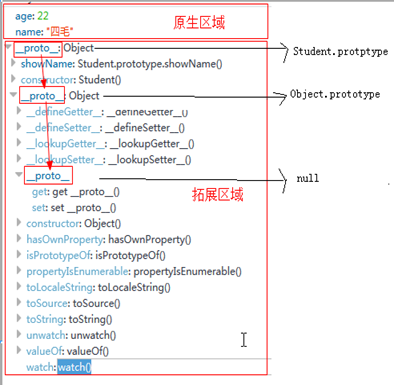 age: 22
name: "四毛"
原生区域
__proto__: Object
Student.protptype
showName: Student.prototype.showName()
constructor: Student()
__proto__: Object
Object.prototype
__defineGetter__: __defineGetter__()
__defineSetter__: __defineSetter__()
__lookupGetter__: __lookupGetter__()
__lookupSetter__: __lookupSetter__()
__proto__
null
get: get __proto__()
set: set __proto__()
拓展区域
constructor: Object()
hasOwnProperty: hasOwnProperty()
isPrototypeOf: isPrototypeOf()
propertyIsEnumerable: propertyIsEnumerable()
toLocaleString: toLocaleString()
toSource: toSource()
toString: toString()
unwatch: unwatch()
valueOf: valueOf()
watch: watch()